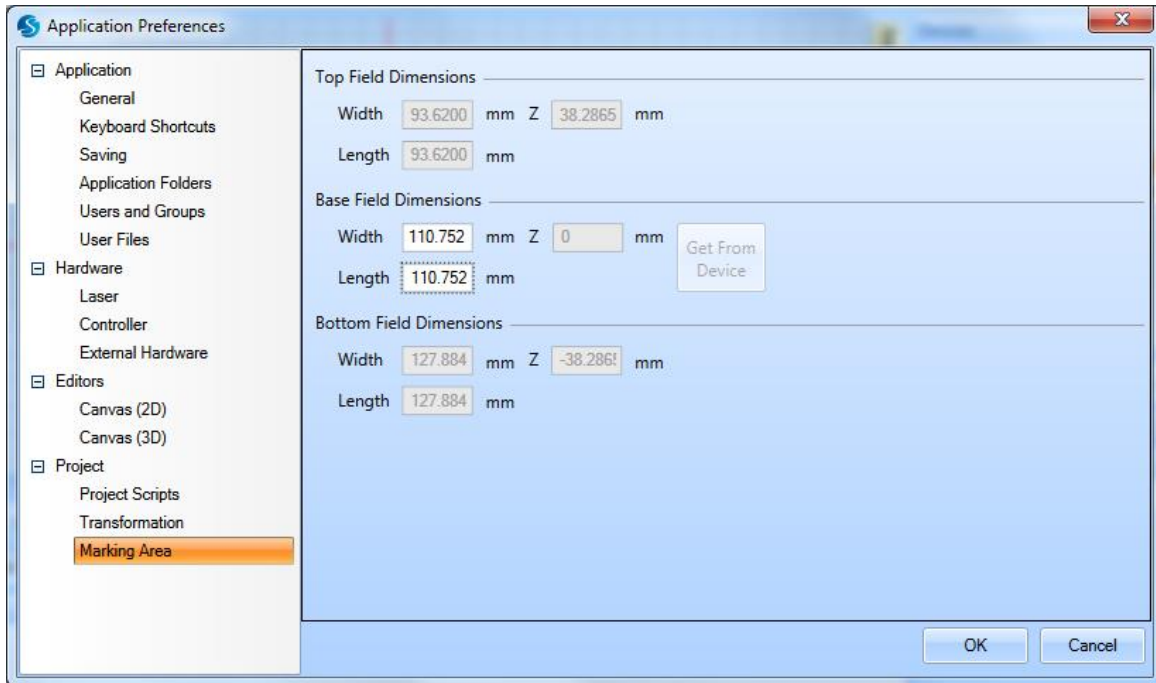 Application Preferences
Application
General
Keyboard Shortcuts
Saving
Application Folders
Users and Groups
User Files
Hardware
Laser
Controller
External Hardware
Editors
Canvas (2D)
Canvas (3D)
Project
Project Scripts
Transformation
Marking Area
Top Field Dimensions
Width 93.6200 mm Z 38.2865 mm
Length 93.6200 mm
Base Field Dimensions
Width 110.752 mm Z 0 mm
Get From
Device
Length 110.752 mm
Bottom Field Dimensions
Width 127.884 mm Z -38.286 mm
Length 127.884 mm
OK Cancel